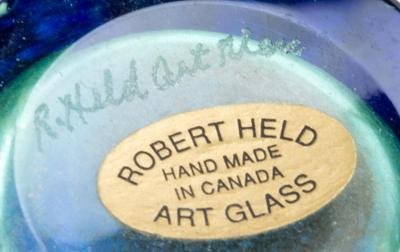 R. Held Art Glass
ROBERT HELD
HAND MADE
IN CANADA
ART GLASS